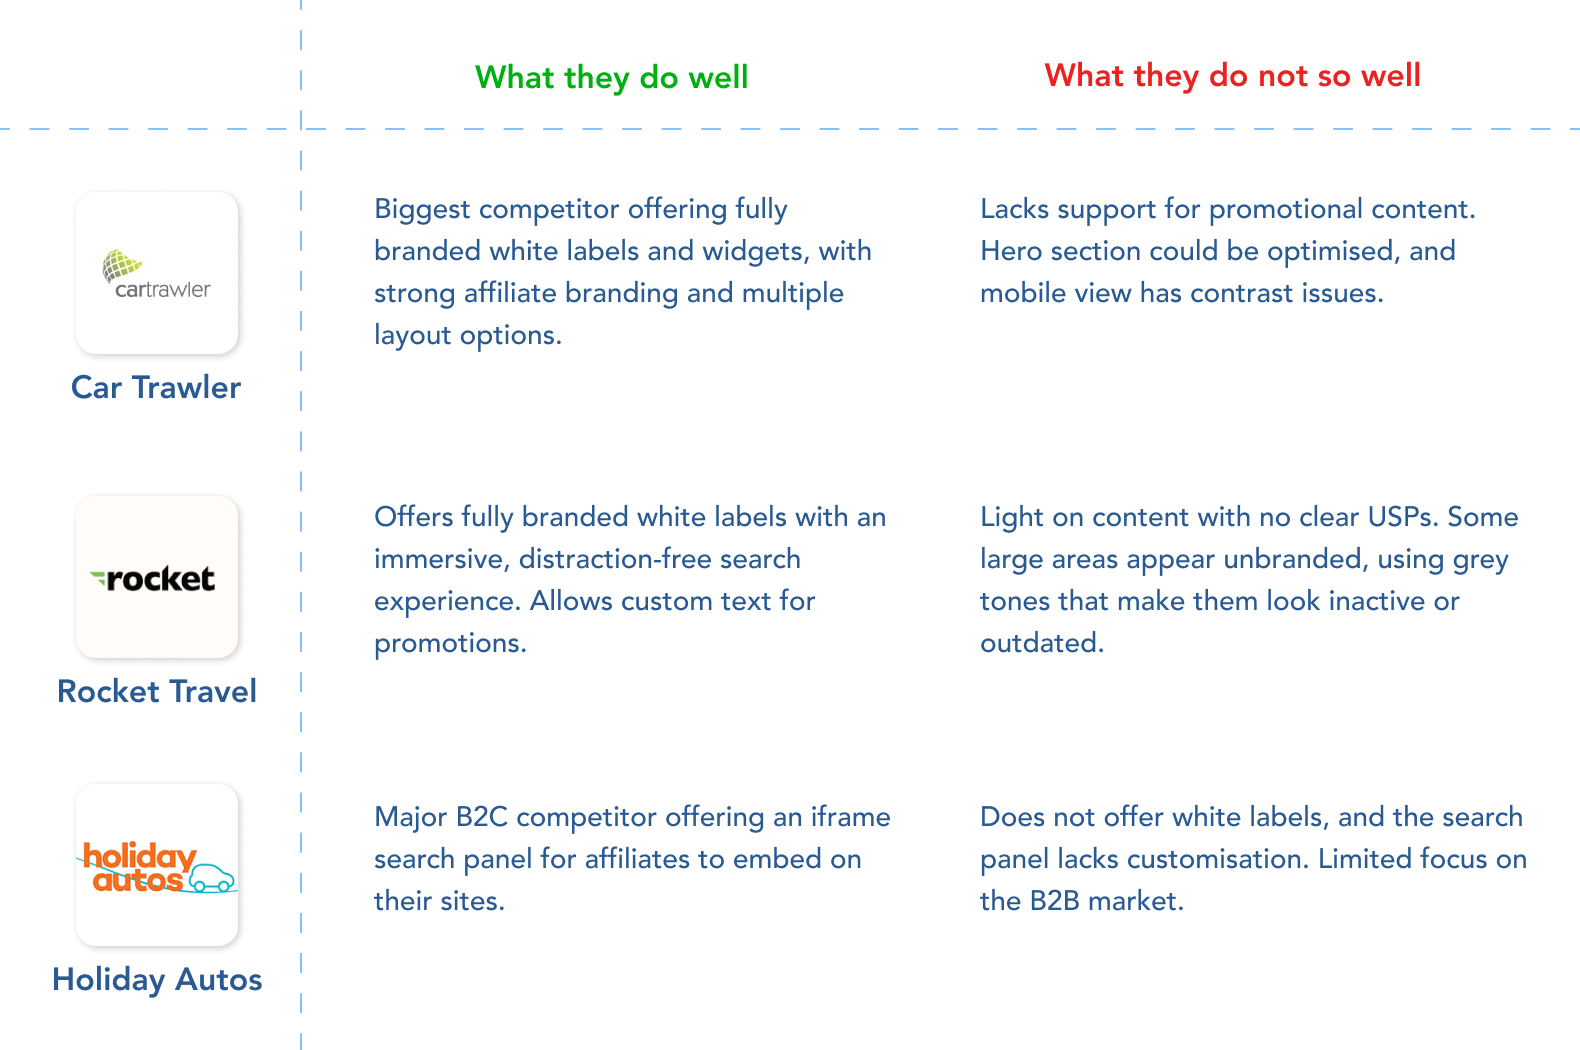 What they do well
What they do not so well
cartrawler
Car Trawler
Biggest competitor offering fully
branded white labels and widgets, with
strong affiliate branding and multiple
layout options.
Lacks support for promotional content.
Hero section could be optimised, and
mobile view has contrast issues.
rocket
Rocket Travel
Offers fully branded white labels with an
immersive, distraction-free search
experience. Allows custom text for
promotions.
Light on content with no clear USPs. Some
large areas appear unbranded, using grey
tones that make them look inactive or
outdated.
holiday
autos
Holiday Autos
Major B2C competitor offering an iframe
search panel for affiliates to embed on
their sites.
Does not offer white labels, and the search
panel lacks customisation. Limited focus on
the B2B market.